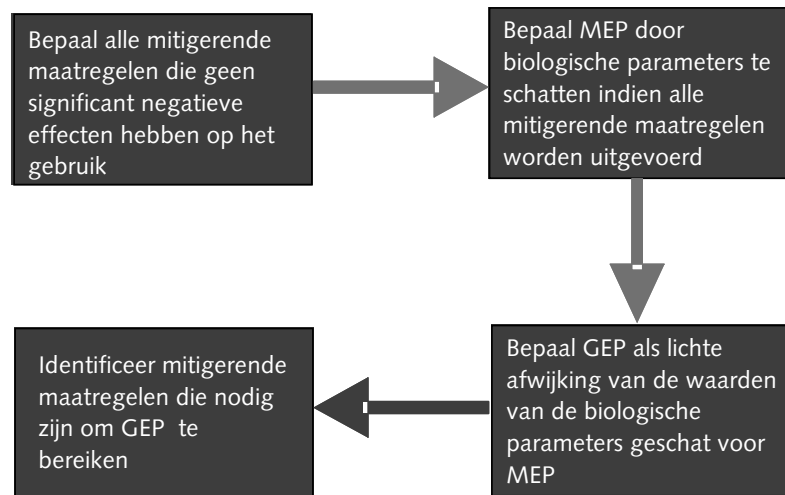 Bepaal alle mitigerende
maatregelen die geen
significant negatieve
effecten hebben op het
gebruik
Bepaal MEP door
biologische parameters te
schatten indien alle
mitigerende maatregelen
worden uitgevoerd
Bepaal GEP als lichte
afwijking van de waarden
van de biologische
parameters geschat voor
MEP
Identificeer mitigerende
maatregelen die nodig
zijn om GEP te
bereiken